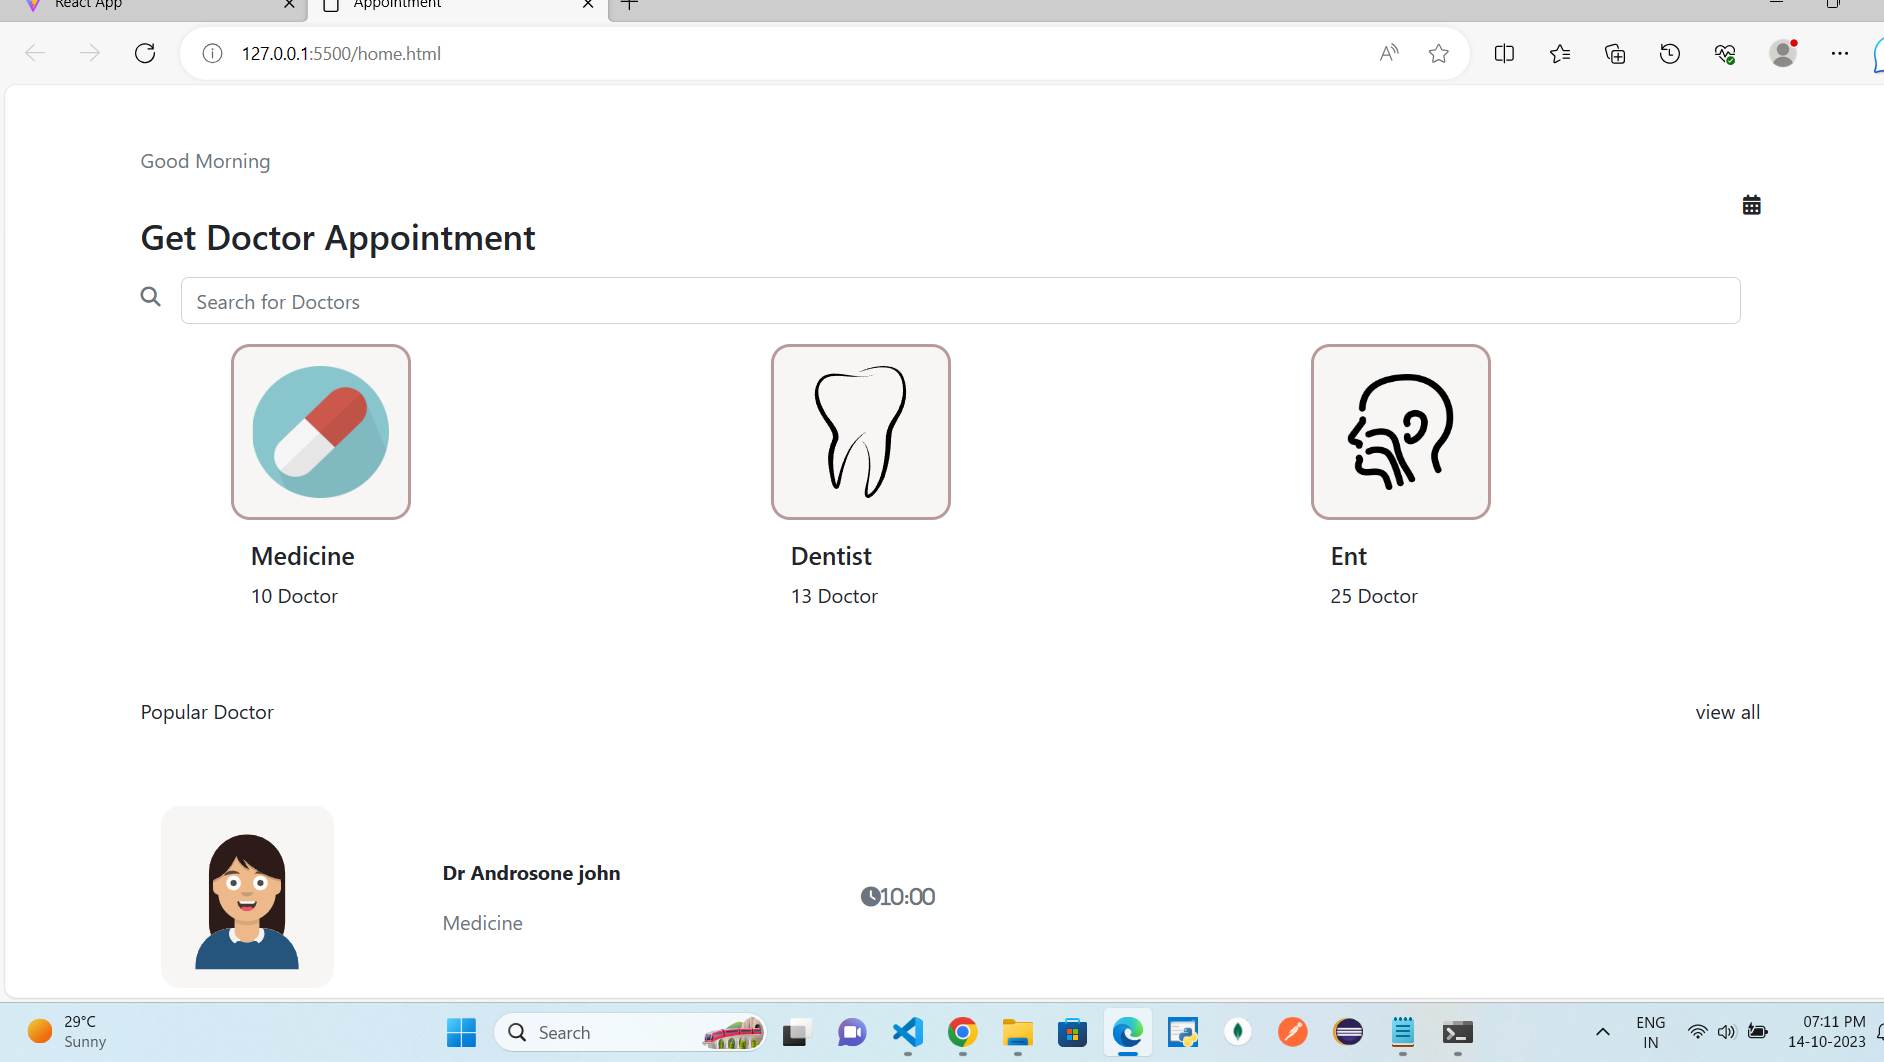 React App
Appointment
127.0.0.1:5500/home.html
Good Morning
Get Doctor Appointment
Search for Doctors
Medicine
10 Doctor
Dentist
13 Doctor
Ent
25 Doctor
Popular Doctor
view all
Dr Androsone john
Medicine
10:00
29°C
Sunny
Search
ENG
IN
07:11 PM
14-10-2023